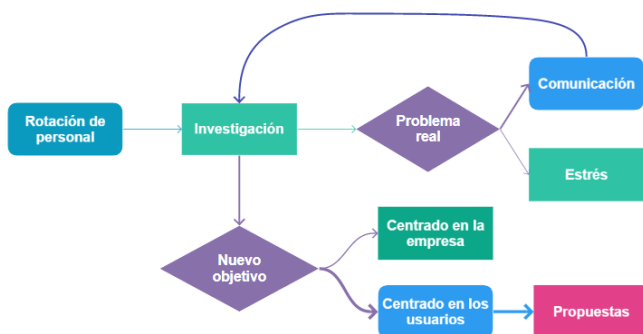 Rotación de
personal
Investigación
Problema
real
Comunicación
Estrés
Nuevo
objetivo
Centrado en la
empresa
Centrado en los
usuarios
Propuestas